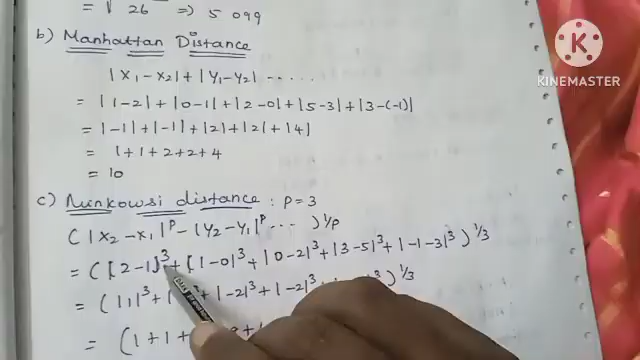 = √26 => 5 099
b) Manhattan Distance
|x₁-x₂|+|y₁-y₂| ......
= |1-2|+|0-1|+|2-0|+|5-3|+|3-(-1)|
= |-1|+|-1|+|2|+|2|+|4|
= 1+1+2+2+4
= 10
c) Nunkowsi distance : P=3
(|x₂-x₁|ᴾ-|y₂-y₁|ᴾ...)¹/ᴾ
= ([2-1]³+[1-0|³+|0-2|³+|3-5|³+|-1-3|³)¹/³
= (|1|³+ ³+|-2|³+|-2|³+ |³)¹/³
= (1+1+
KINEMASTER